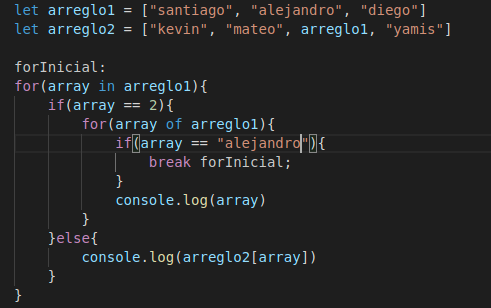 let arreglo1 = ["santiago", "alejandro", "diego"]
let arreglo2 = ["kevin", "mateo", arreglo1, "yamis"]

forInicial:
for(array in arreglo1){
    if(array == 2){
        for(array of arreglo1){
            if(array == "alejandro"){
                break forInicial;
            }
            console.log(array)
        }
    }else{
        console.log(arreglo2[array])
    }
}